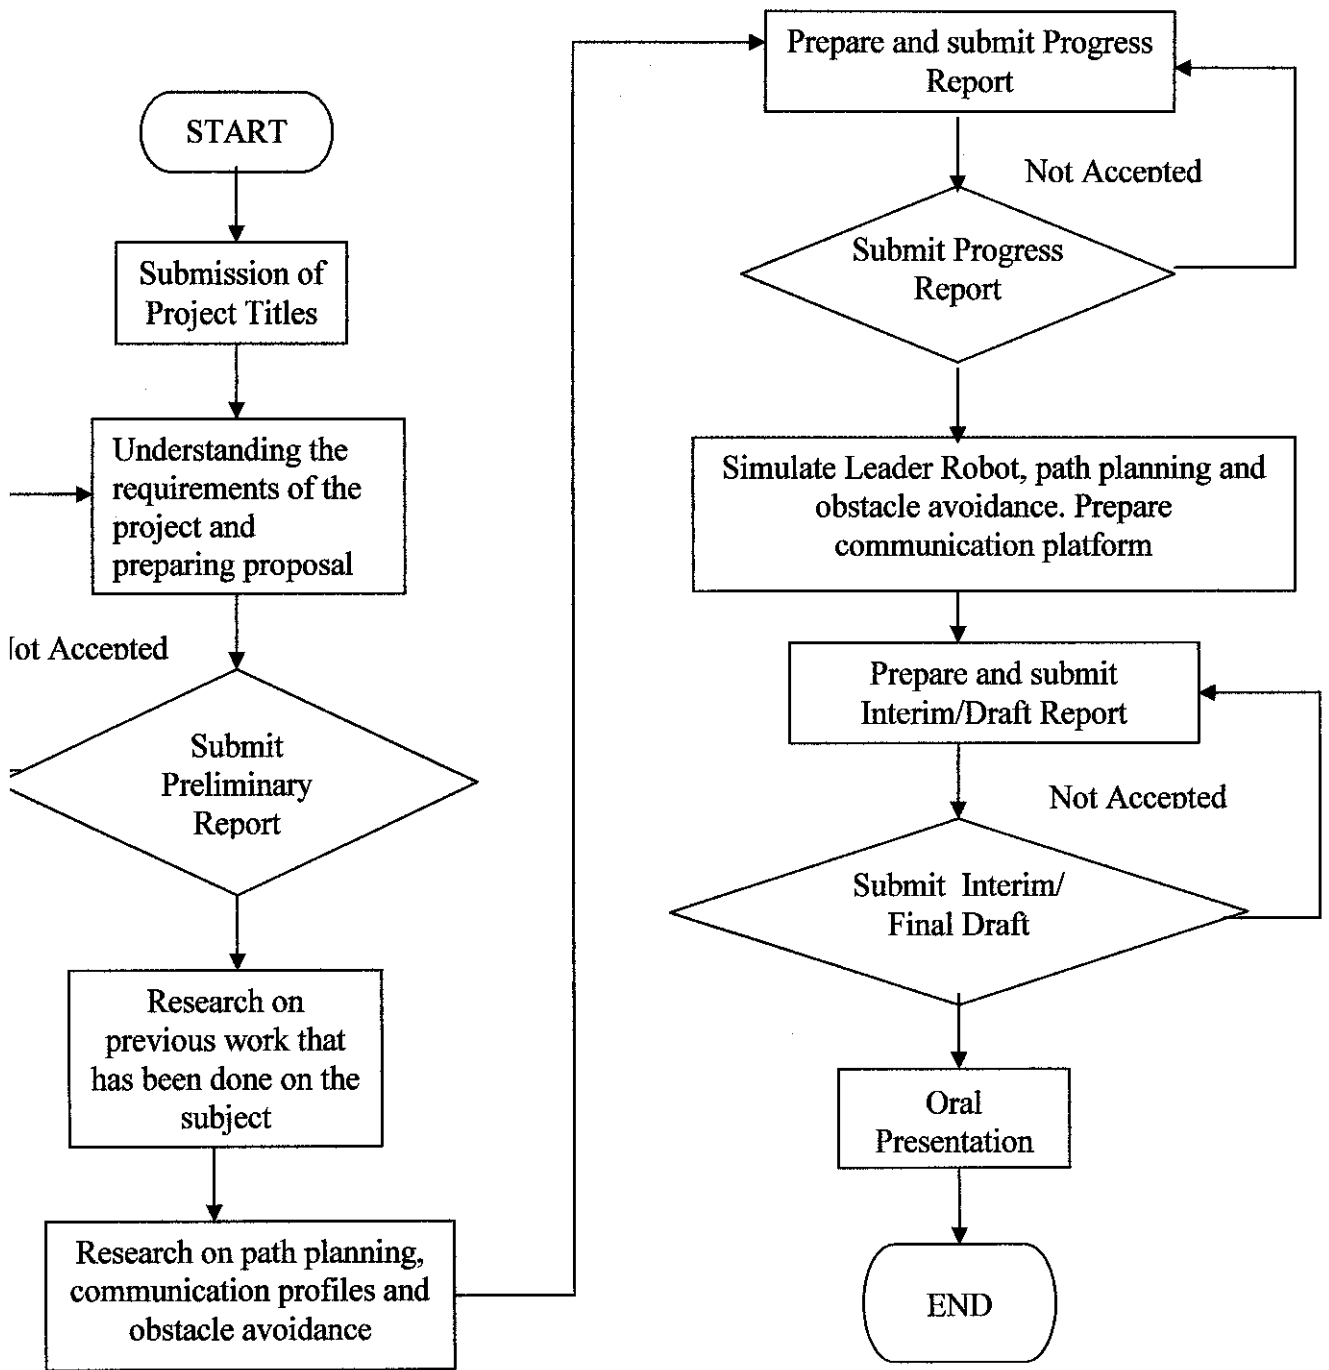 START
Submission of
Project Titles
Understanding the
requirements of the
project and
preparing proposal
Accepted
Submit
Preliminary
Report
Research on
previous work that
has been done on the
subject
Research on path planning,
communication profiles and
obstacle avoidance
Prepare and submit Progress
Report
Not Accepted
Submit Progress
Report
Simulate Leader Robot, path planning and
obstacle avoidance. Prepare
communication platform
Prepare and submit
Interim/Draft Report
Not Accepted
Submit Interim/
Final Draft
Oral
Presentation
END